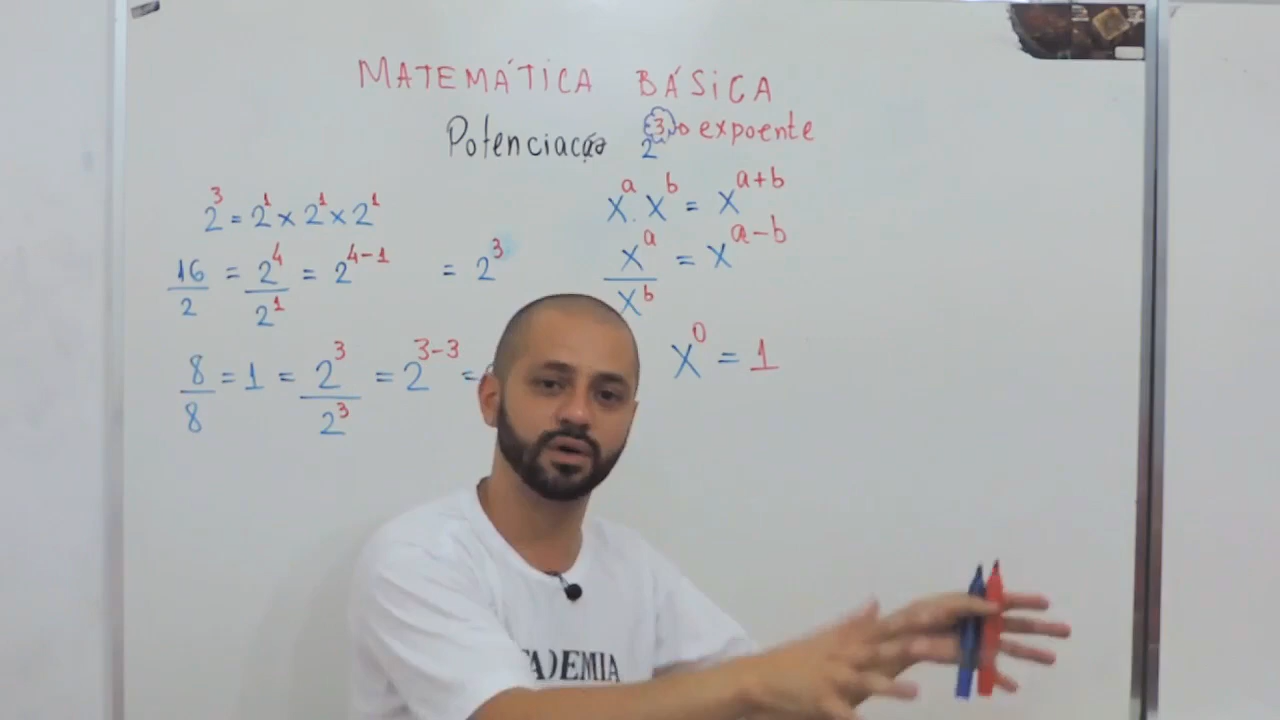 MATEMÁTICA BÁSICA
Potenciação 2³→ expoente
2³ = 2¹ x 2¹ x 2¹
16/2 = 2⁴/2¹ = 2⁴⁻¹ = 2³
8/8 = 1 = 2³/2³ = 2³⁻³ =
xᵃ . xᵇ = xᵃ⁺ᵇ
xᵃ/xᵇ = xᵃ⁻ᵇ
x⁰ = 1